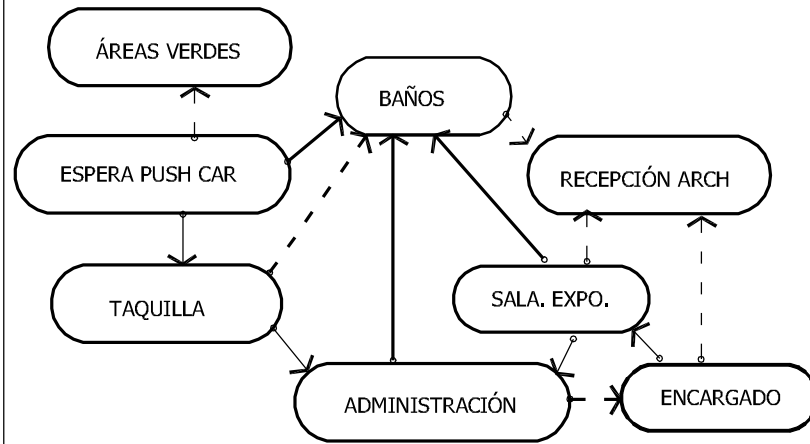 ÁREAS VERDES
BAÑOS
ESPERA PUSH CAR
RECEPCIÓN ARCH
TAQUILLA
SALA. EXPO.
ADMINISTRACIÓN
ENCARGADO